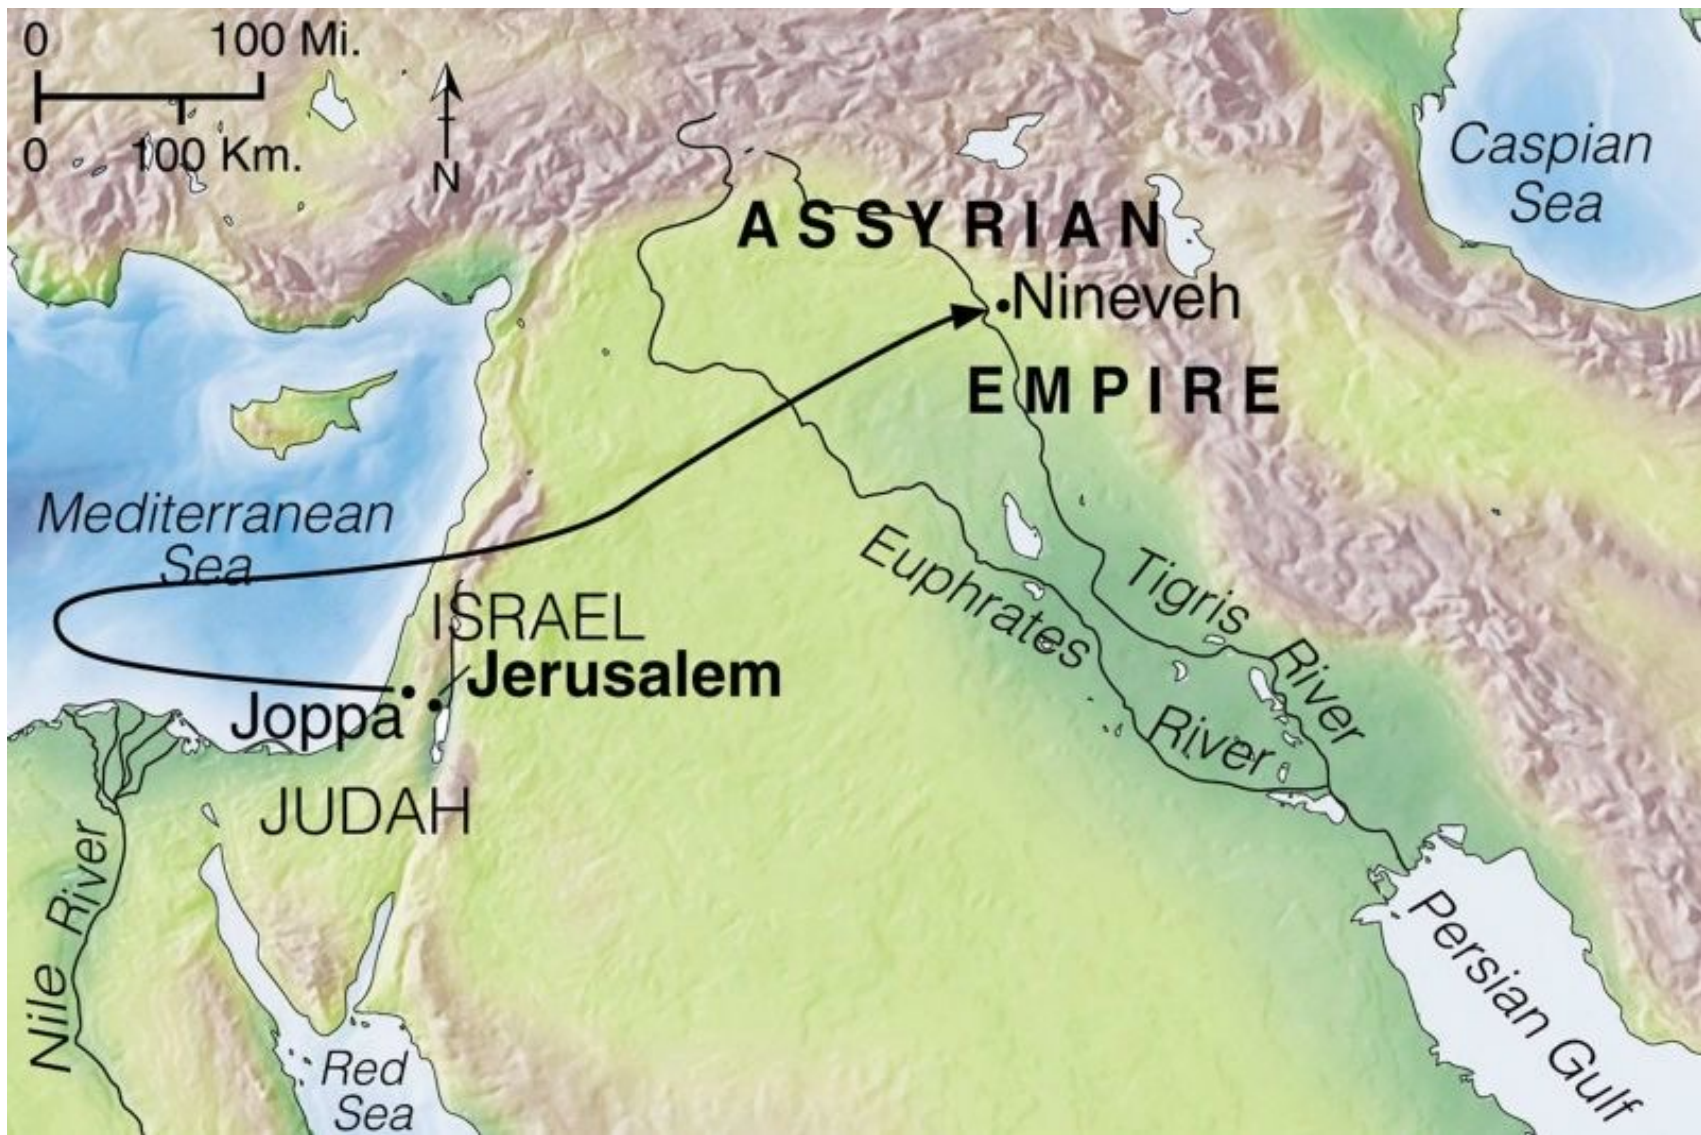 0 100 Mi.
0 100 Km.
N
Caspian
Sea
ASSYRIAN
Nineveh
EMPIRE
Mediterranean
Sea
Euphrates
River
Tigris
River
ISRAEL
Jerusalem
Joppa
JUDAH
Nile River
Red
Sea
Persian Gulf